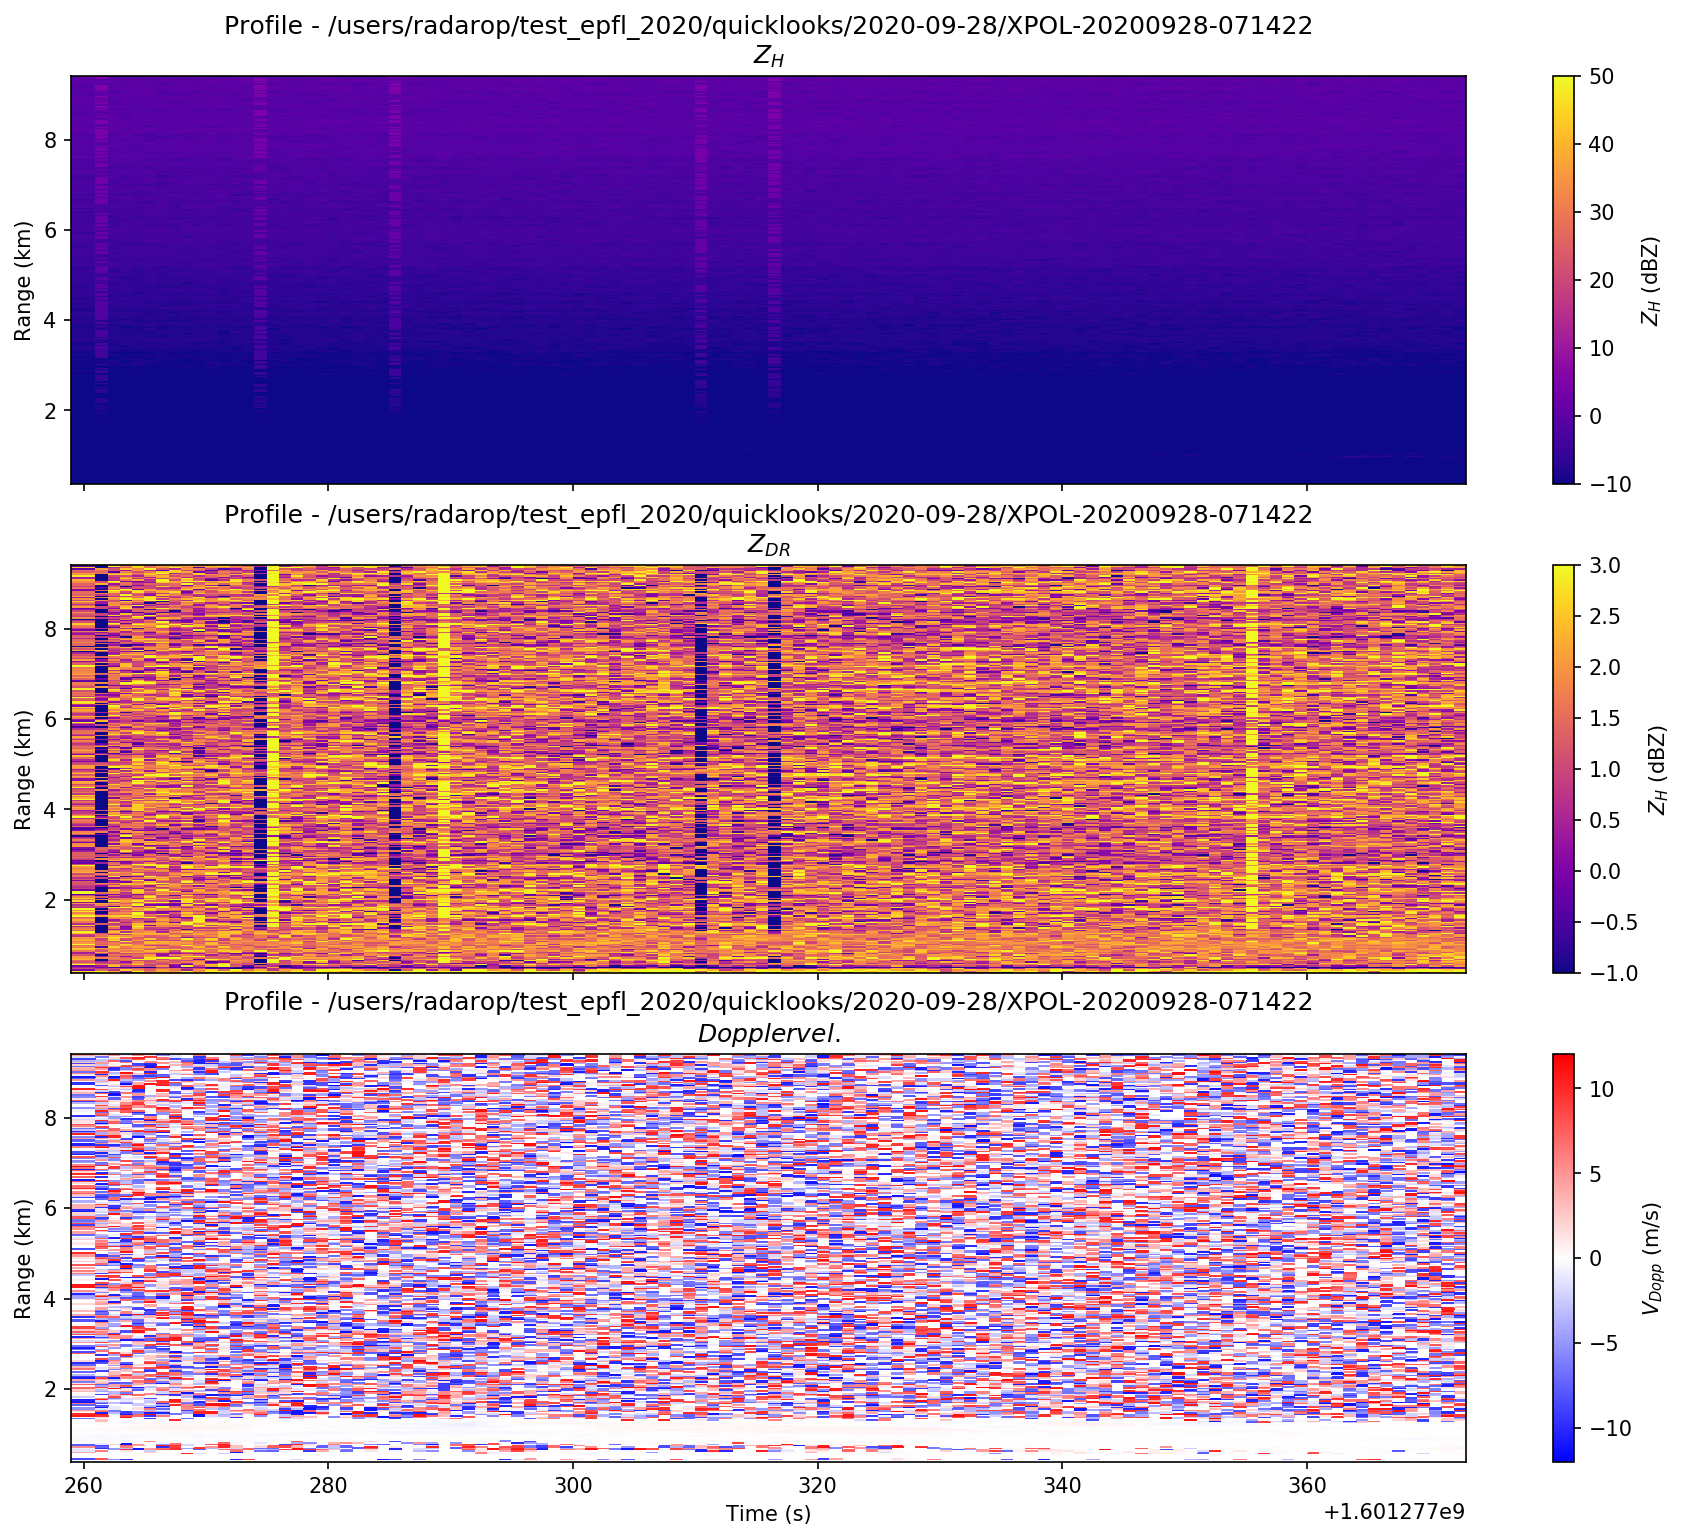 Profile - /users/radarop/test_epfl_2020/quicklooks/2020-09-28/XPOL-20200928-071422
Z_H
8
6
4
2
Range (km)
50
40
30
20
10
0
−10
Z_H (dBZ)
Profile - /users/radarop/test_epfl_2020/quicklooks/2020-09-28/XPOL-20200928-071422
Z_DR
8
6
4
2
Range (km)
3.0
2.5
2.0
1.5
1.0
0.5
0.0
−0.5
−1.0
Z_H (dBZ)
Profile - /users/radarop/test_epfl_2020/quicklooks/2020-09-28/XPOL-20200928-071422
Dopplervel.
8
6
4
2
Range (km)
10
5
0
−5
−10
V_Dopp (m/s)
260 280 300 320 340 360
Time (s)
+1.601277e9